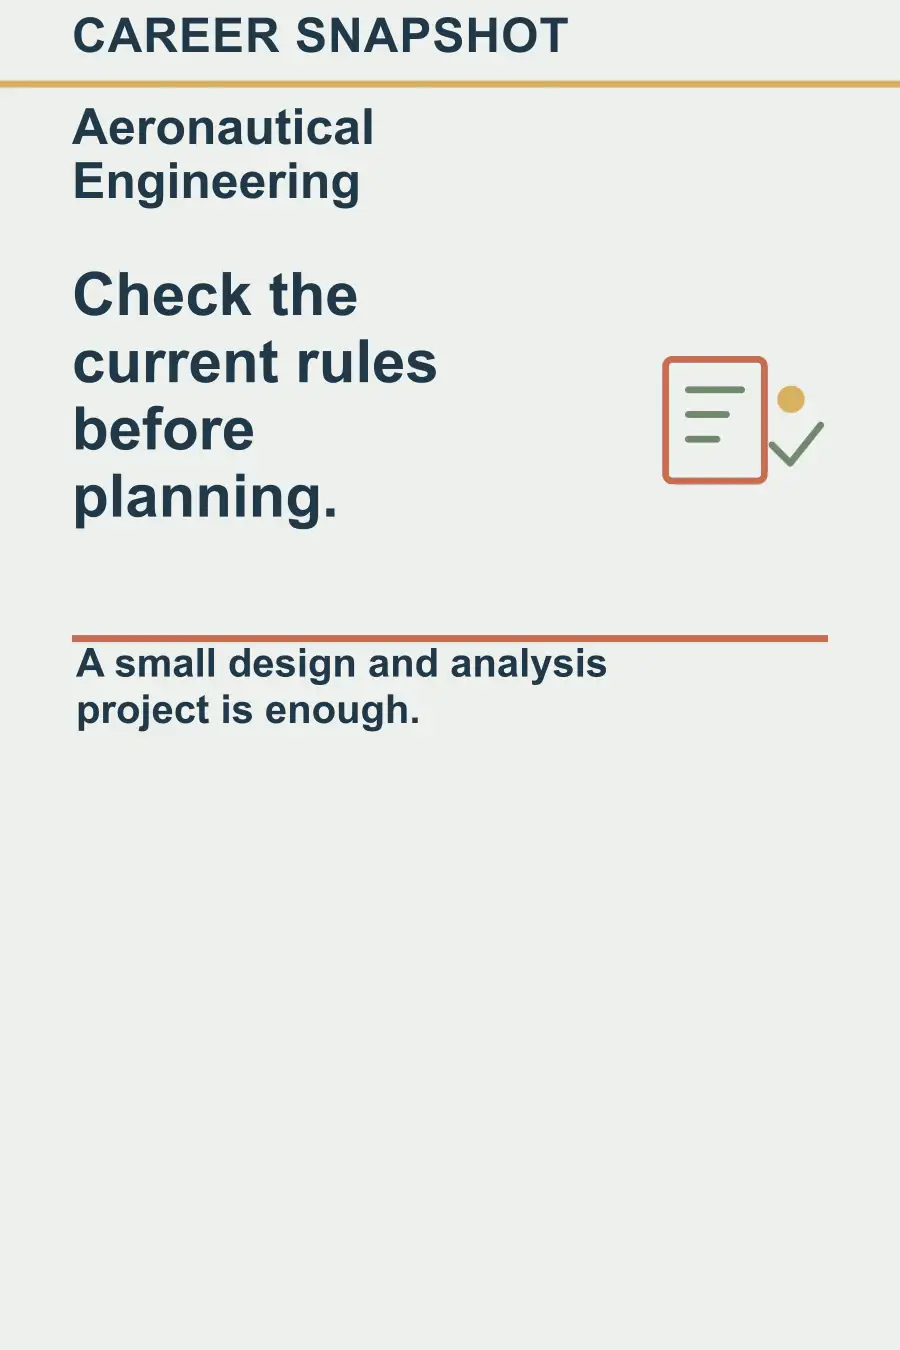 CAREER SNAPSHOT
Aeronautical
Engineering
Check the
current rules
before
planning.
A small design and analysis
project is enough.